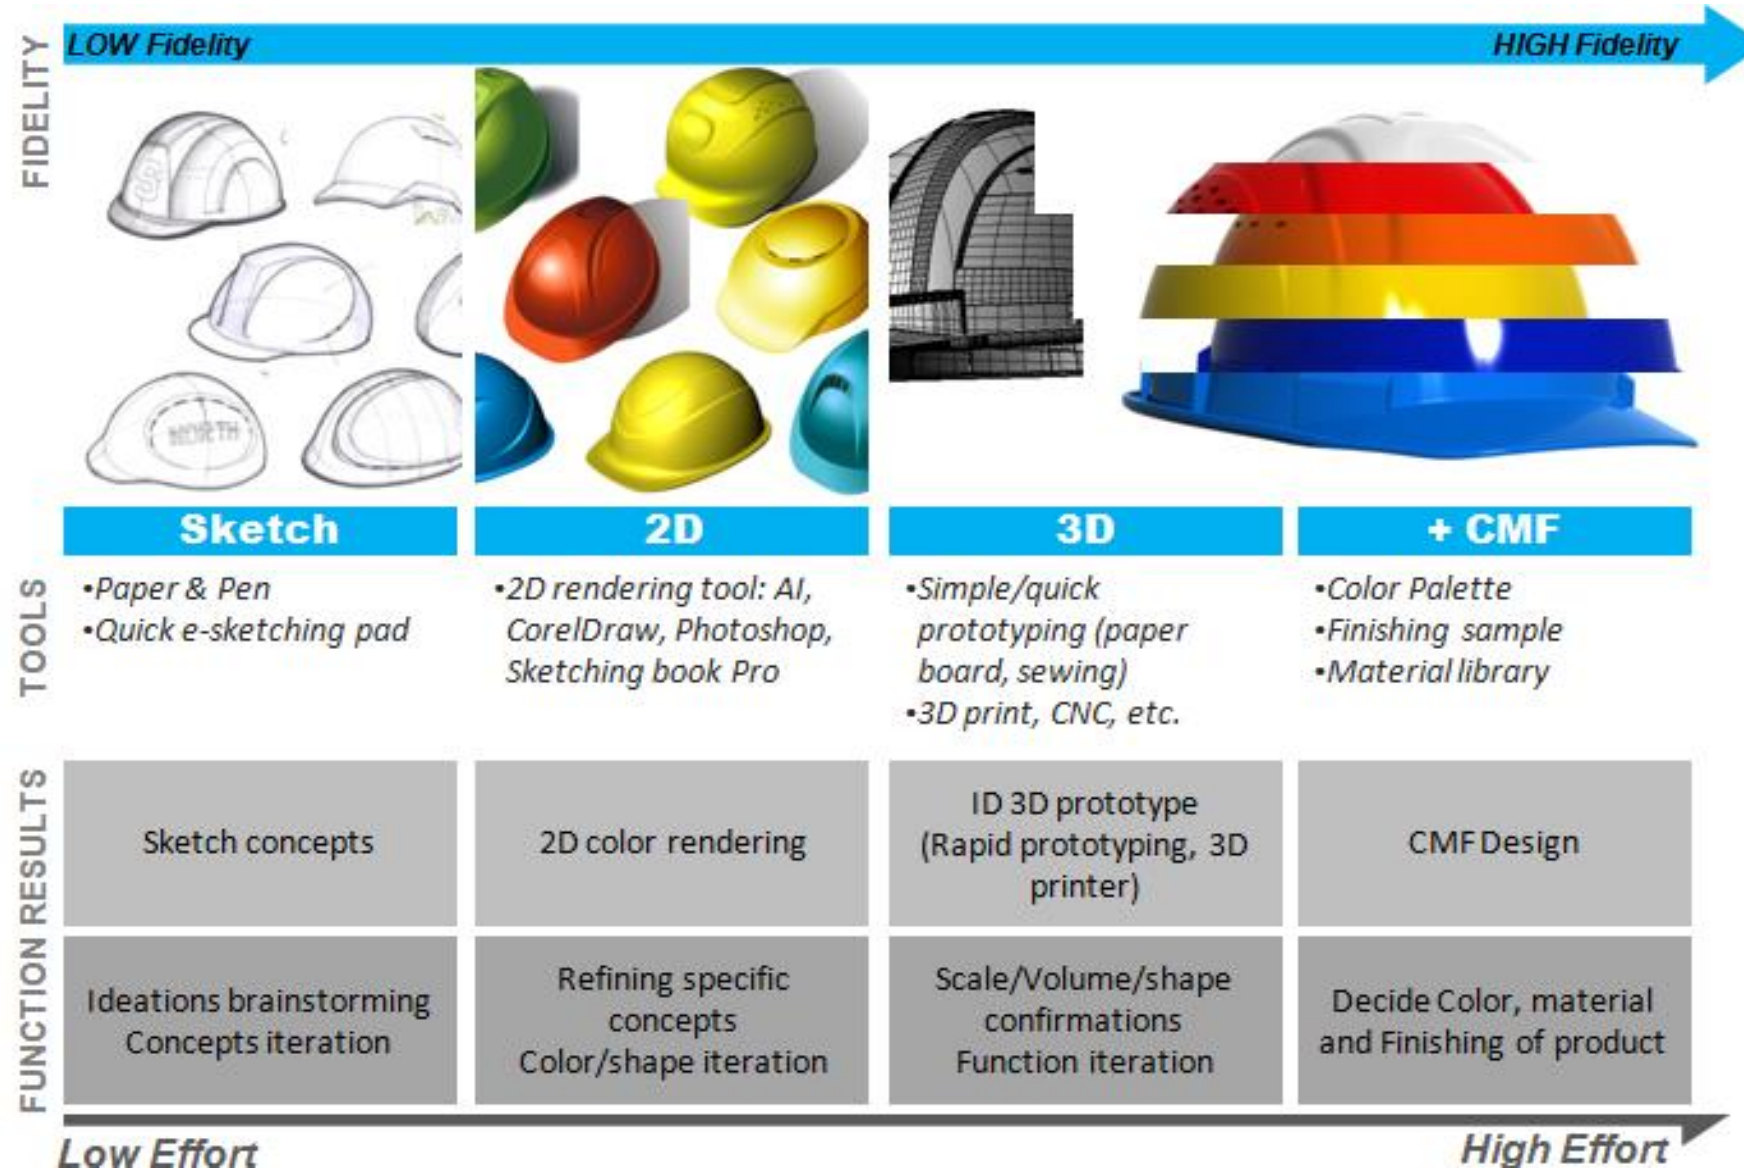 LOW Fidelity
HIGH Fidelity
FIDELITY
NORTH
Sketch
2D
3D
+ CMF
TOOLS
•Paper & Pen
•Quick e-sketching pad
•2D rendering tool: AI,
CorelDraw, Photoshop,
Sketching book Pro
•Simple/quick
prototyping (paper
board, sewing)
•3D print, CNC, etc.
•Color Palette
•Finishing sample
•Material library
FUNCTION RESULTS
Sketch concepts
2D color rendering
ID 3D prototype
(Rapid prototyping, 3D
printer)
CMF Design
Ideations brainstorming
Concepts iteration
Refining specific
concepts
Color/shape iteration
Scale/Volume/shape
confirmations
Function iteration
Decide Color, material
and Finishing of product
Low Effort
High Effort